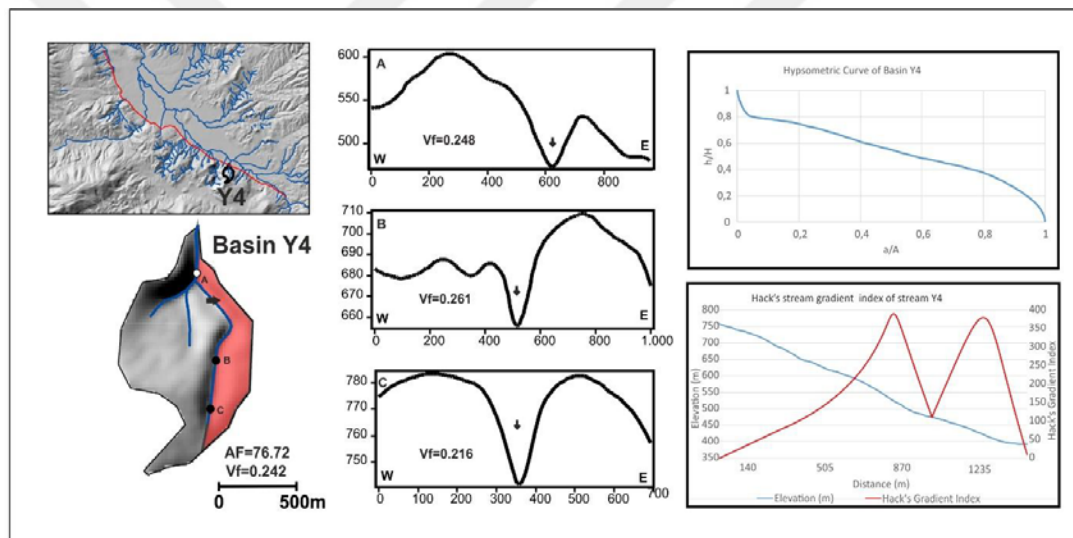 Y4
Basin Y4
A
B
C
AF=76.72
Vf=0.242
0 500m
600
550
500
A
Vf=0.248
W E
0 200 400 600 800
710
700
690
680
670
660
B
Vf=0.261
W E
0 200 400 600 800 1.000
780
770
760
750
C
Vf=0.216
W E
0 100 200 300 400 500 600 700
Hypsometric Curve of Basin Y4
h/H
1
0,8
0,6
0,4
0,2
0
0 0,2 0,4 0,6 0,8 1
a/A
Hack's stream gradient index of stream Y4
Elevation (m)
800
750
700
650
600
550
500
450
400
350
400
350
300
250
200
150
100
50
0
Hack's Gradient Index
140 505 870 1235
Distance (m)
Elevation (m) Hack's Gradient Index